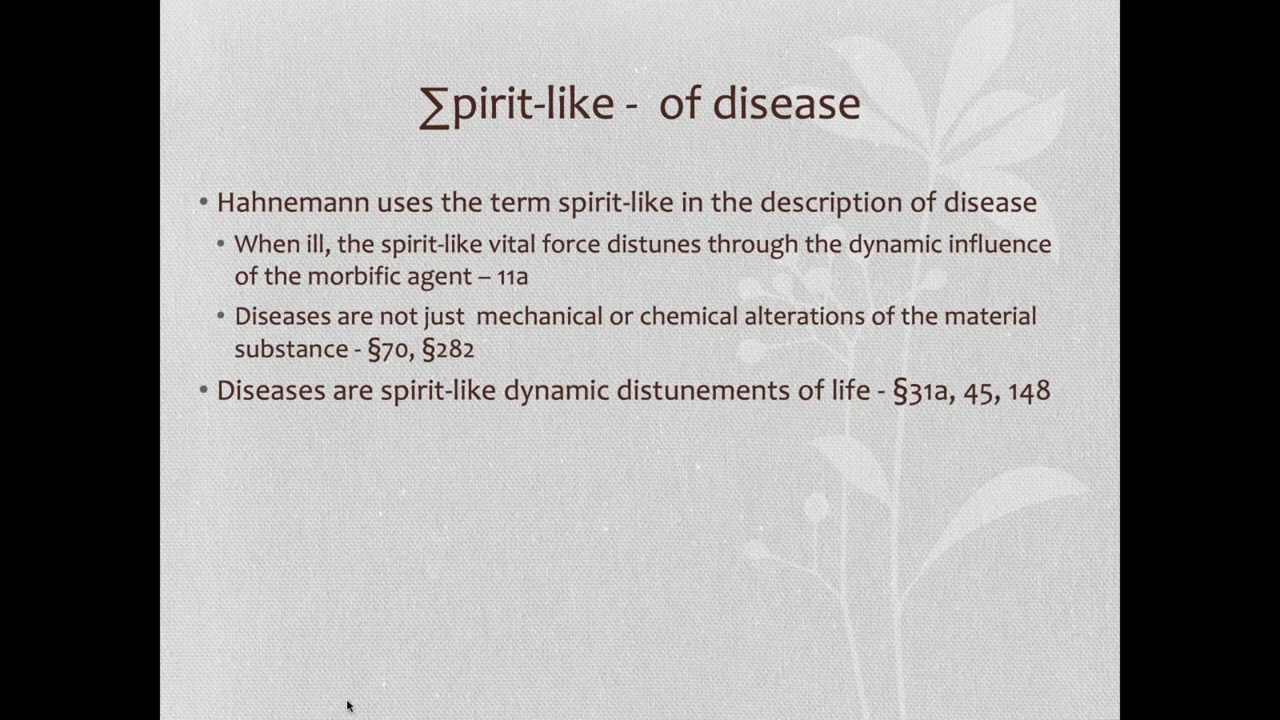 ∑pirit-like - of disease
• Hahnemann uses the term spirit-like in the description of disease
• When ill, the spirit-like vital force distunes through the dynamic influence
of the morbific agent – 11a
• Diseases are not just mechanical or chemical alterations of the material
substance - §70, §282
• Diseases are spirit-like dynamic distunements of life - §31a, 45, 148